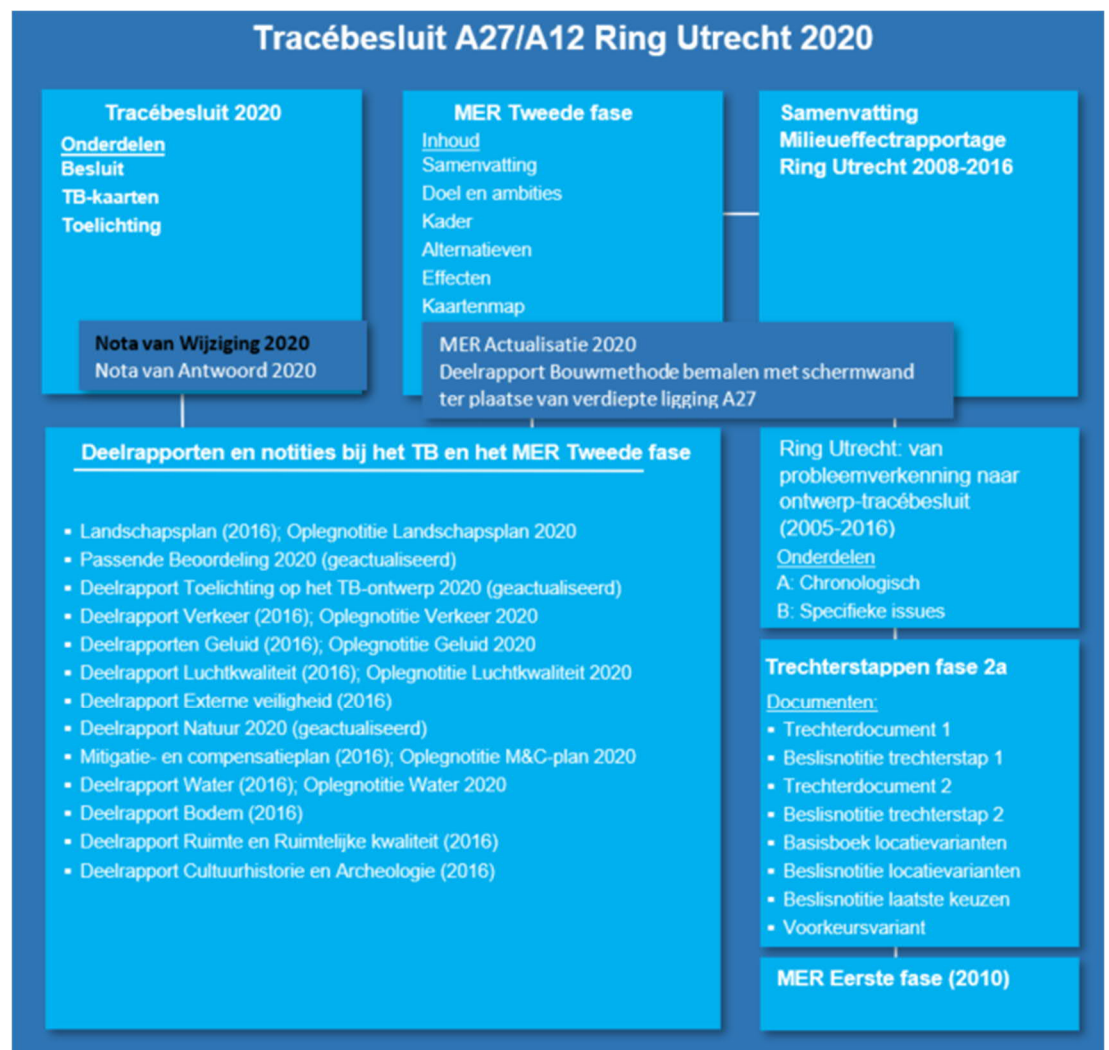 Tracébesluit A27/A12 Ring Utrecht 2020
Tracébesluit 2020
Onderdelen
Besluit
TB-kaarten
Toelichting
Nota van Wijziging 2020
Nota van Antwoord 2020
MER Tweede fase
Inhoud
Samenvatting
Doel en ambities
Kader
Alternatieven
Effecten
Kaartenmap
MER Actualisatie 2020
Deelrapport Bouwmethode bemalen met schermwand
ter plaatse van verdiepte ligging A27
Samenvatting
Milieueffectrapportage
Ring Utrecht 2008-2016
Deelrapporten en notities bij het TB en het MER Tweede fase
▪ Landschapsplan (2016); Oplegnotitie Landschapsplan 2020
▪ Passende Beoordeling 2020 (geactualiseerd)
▪ Deelrapport Toelichting op het TB-ontwerp 2020 (geactualiseerd)
▪ Deelrapport Verkeer (2016); Oplegnotitie Verkeer 2020
▪ Deelrapporten Geluid (2016); Oplegnotitie Geluid 2020
▪ Deelrapport Luchtkwaliteit (2016); Oplegnotitie Luchtkwaliteit 2020
▪ Deelrapport Externe veiligheid (2016)
▪ Deelrapport Natuur 2020 (geactualiseerd)
▪ Mitigatie- en compensatieplan (2016); Oplegnotitie M&C-plan 2020
▪ Deelrapport Water (2016); Oplegnotitie Water 2020
▪ Deelrapport Bodem (2016)
▪ Deelrapport Ruimte en Ruimtelijke kwaliteit (2016)
▪ Deelrapport Cultuurhistorie en Archeologie (2016)
Ring Utrecht: van
probleemverkenning naar
ontwerp-tracébesluit
(2005-2016)
Onderdelen
A: Chronologisch
B: Specifieke issues
Trechterstappen fase 2a
Documenten:
▪ Trechterdocument 1
▪ Beslisnotitie trechterstap 1
▪ Trechterdocument 2
▪ Beslisnotitie trechterstap 2
▪ Basisboek locatievarianten
▪ Beslisnotitie locatievarianten
▪ Beslisnotitie laatste keuzen
▪ Voorkeursvariant
MER Eerste fase (2010)